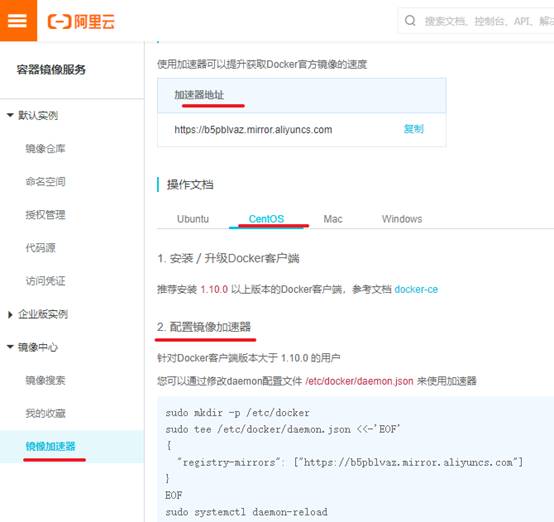 阿里云
搜索文档、控制台、API、解决
容器镜像服务
默认实例
镜像仓库
命名空间
授权管理
代码源
访问凭证
企业版实例
镜像中心
镜像搜索
我的收藏
镜像加速器
使用加速器可以提升获取Docker官方镜像的速度
加速器地址
https://b5pblvaz.mirror.aliyuncs.com 复制
操作文档
Ubuntu CentOS Mac Windows
1. 安装 / 升级Docker客户端
推荐安装 1.10.0 以上版本的Docker客户端，参考文档 docker-ce
2. 配置镜像加速器
针对Docker客户端版本大于 1.10.0 的用户
您可以通过修改daemon配置文件 /etc/docker/daemon.json 来使用加速器
sudo mkdir -p /etc/docker
sudo tee /etc/docker/daemon.json <<-'EOF'
{
"registry-mirrors": ["https://b5pblvaz.mirror.aliyuncs.com"]
}
EOF
sudo systemctl daemon-reload